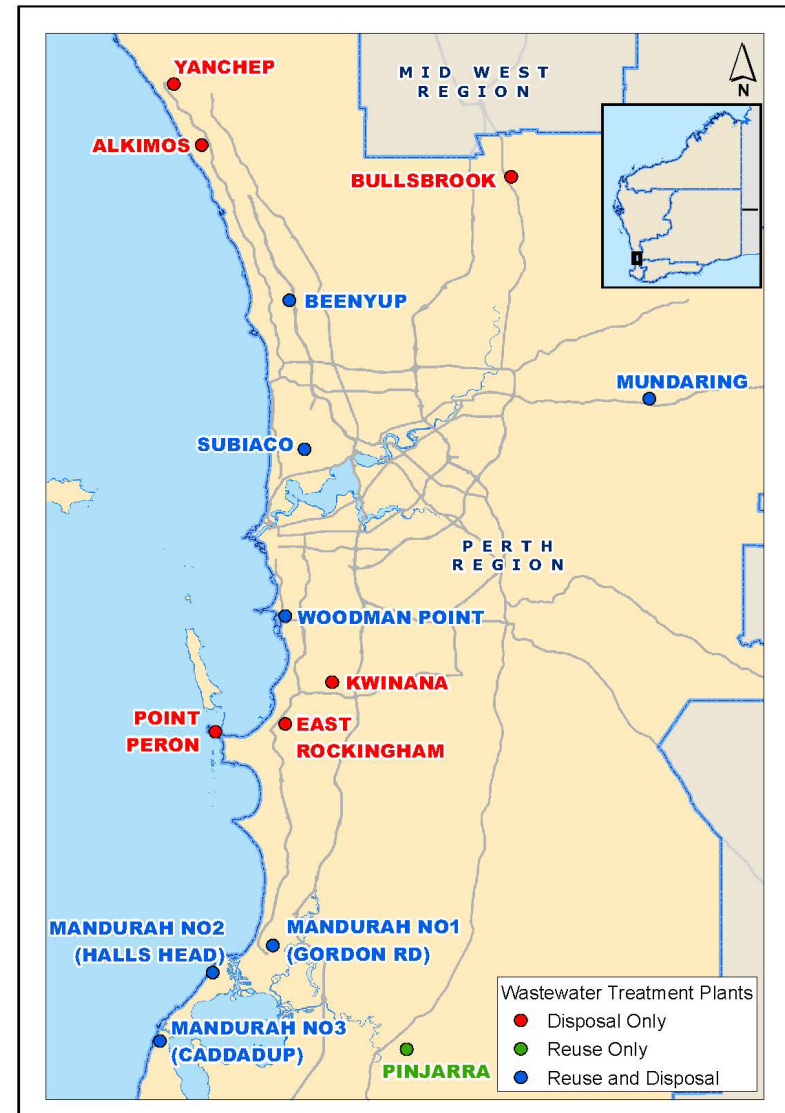 YANCHEP
MID WEST
REGION
N
ALKIMOS
BULLSBROOK
BEENYUP
MUNDARING
SUBIACO
PERTH
REGION
WOODMAN POINT
KWINANA
POINT
PERON
EAST
ROCKINGHAM
MANDURAH NO2
(HALLS HEAD)
MANDURAH NO1
(GORDON RD)
MANDURAH NO3
(CADDADUP)
PINJARRA
Wastewater Treatment Plants
Disposal Only
Reuse Only
Reuse and Disposal